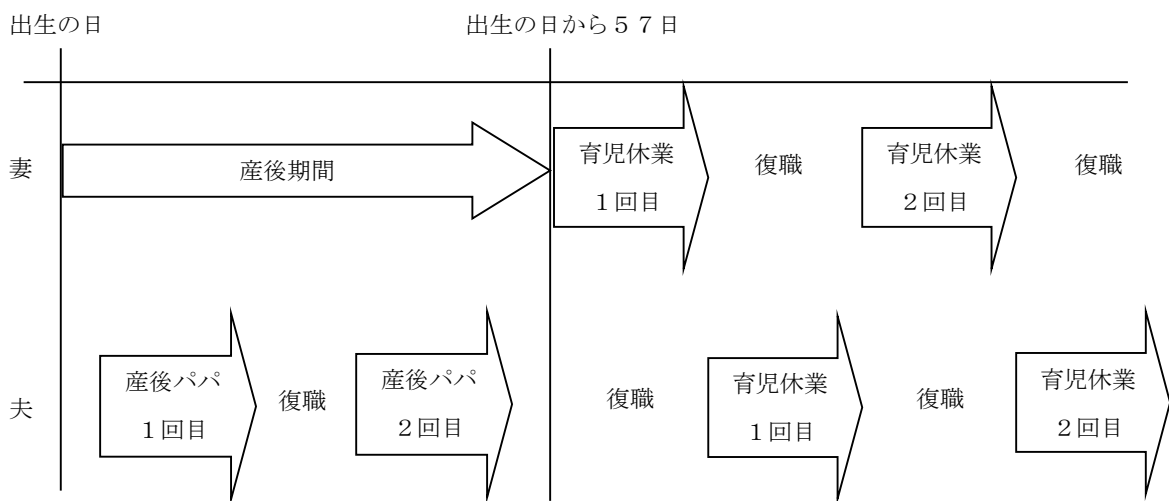 出生の日
出生の日から５７日
妻
産後期間
育児休業
１回目
復職
育児休業
２回目
復職
夫
産後パパ
１回目
復職
産後パパ
２回目
復職
育児休業
１回目
復職
育児休業
２回目